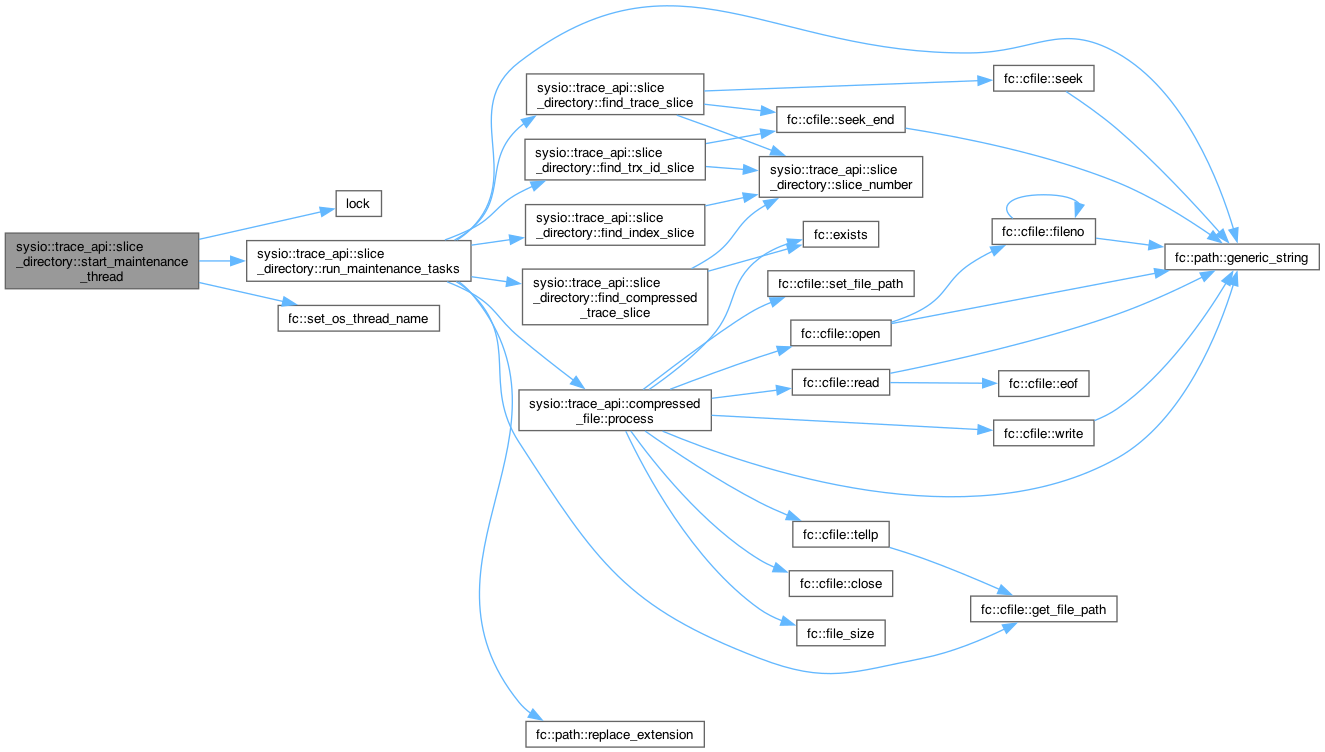 sysio::trace_api::slice
_directory::start_maintenance
_thread
lock
sysio::trace_api::slice
_directory::run_maintenance_tasks
fc::set_os_thread_name
sysio::trace_api::slice
_directory::find_trace_slice
sysio::trace_api::slice
_directory::find_trx_id_slice
sysio::trace_api::slice
_directory::find_index_slice
sysio::trace_api::slice
_directory::find_compressed
_trace_slice
sysio::trace_api::compressed
_file::process
fc::path::replace_extension
fc::cfile::seek_end
sysio::trace_api::slice
_directory::slice_number
fc::exists
fc::cfile::set_file_path
fc::cfile::open
fc::cfile::read
fc::cfile::tellp
fc::cfile::close
fc::file_size
fc::cfile::seek
fc::cfile::fileno
fc::cfile::eof
fc::cfile::write
fc::cfile::get_file_path
fc::path::generic_string